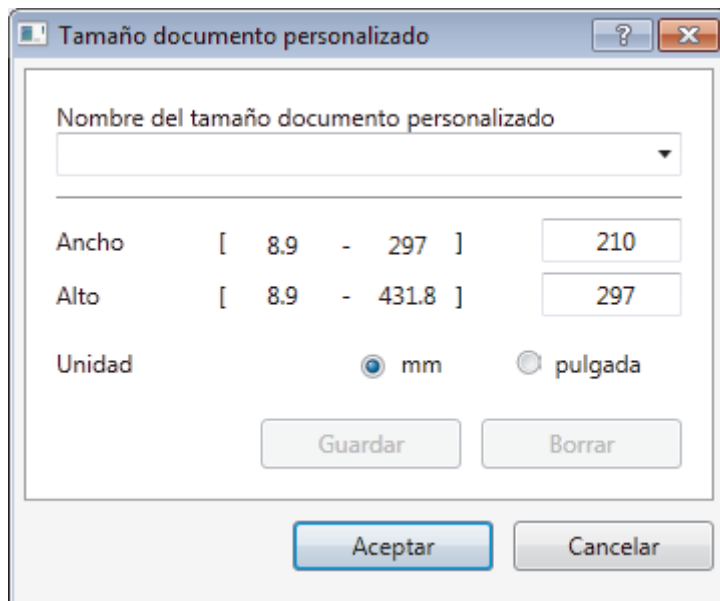 Tamaño documento personalizado
Nombre del tamaño documento personalizado
Ancho [ 8.9 - 297 ] 210
Alto [ 8.9 - 431.8 ] 297
Unidad mm pulgada
Guardar Borrar
Aceptar Cancelar